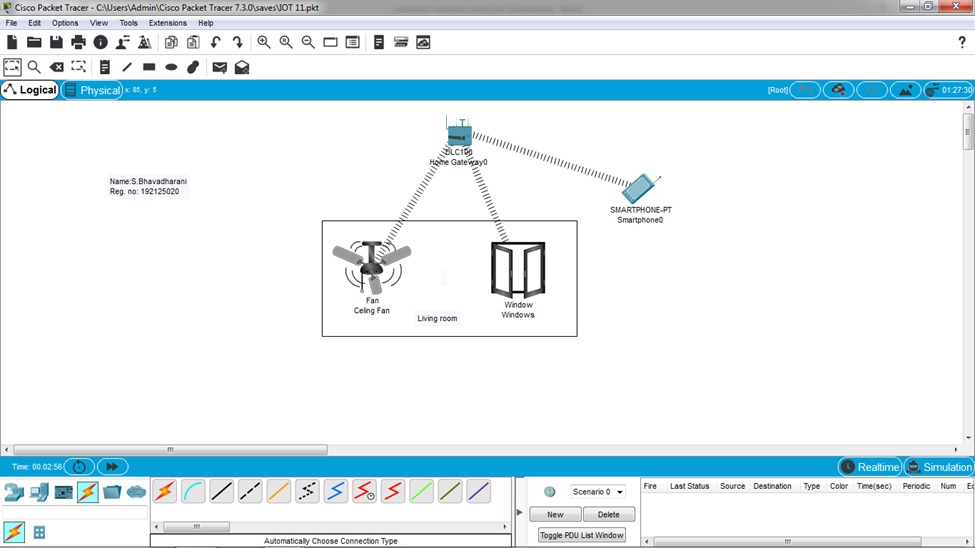 Cisco Packet Tracer - C:\Users\Admin\Cisco Packet Tracer 7.3.0\saves\IOT 11.pkt
File Edit Options View Tools Extensions Help
?
Logical Physical x: 85, y: 5 [Root] 01:27:30
DLC100
Home Gateway0
Name:S.Bhavadharani
Reg. no: 192125020
SMARTPHONE-PT
Smartphone0
Fan
Celing Fan
Window
Windows
Living room
Time: 00:02:56 Realtime Simulation
Scenario 0
Fire Last Status Source Destination Type Color Time(sec) Periodic Num
New Delete
Toggle PDU List Window
Automatically Choose Connection Type